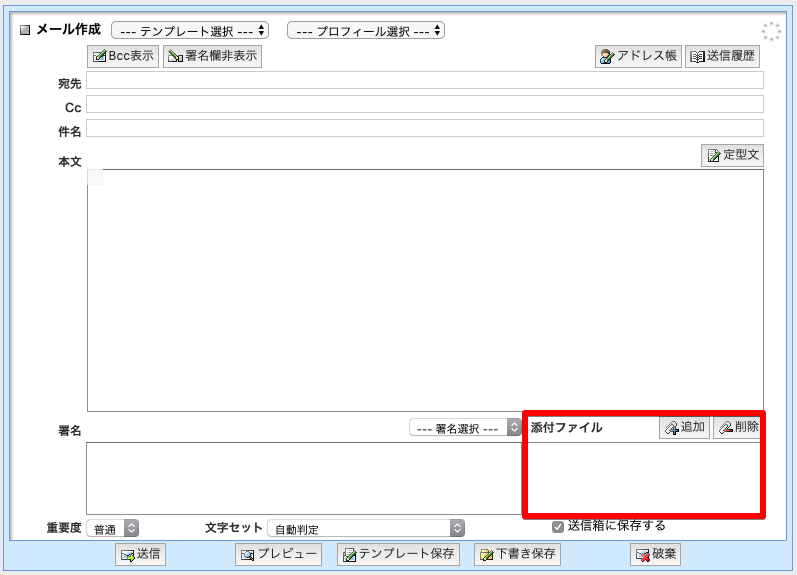 メール作成 --- テンプレート選択 --- --- プロフィール選択 ---
Bcc表示 署名欄非表示 アドレス帳 送信履歴
宛先
Cc
件名
定型文
本文
署名 --- 署名選択 --- 添付ファイル 追加 削除
重要度 普通 文字セット 自動判定 送信箱に保存する
送信 プレビュー テンプレート保存 下書き保存 破棄